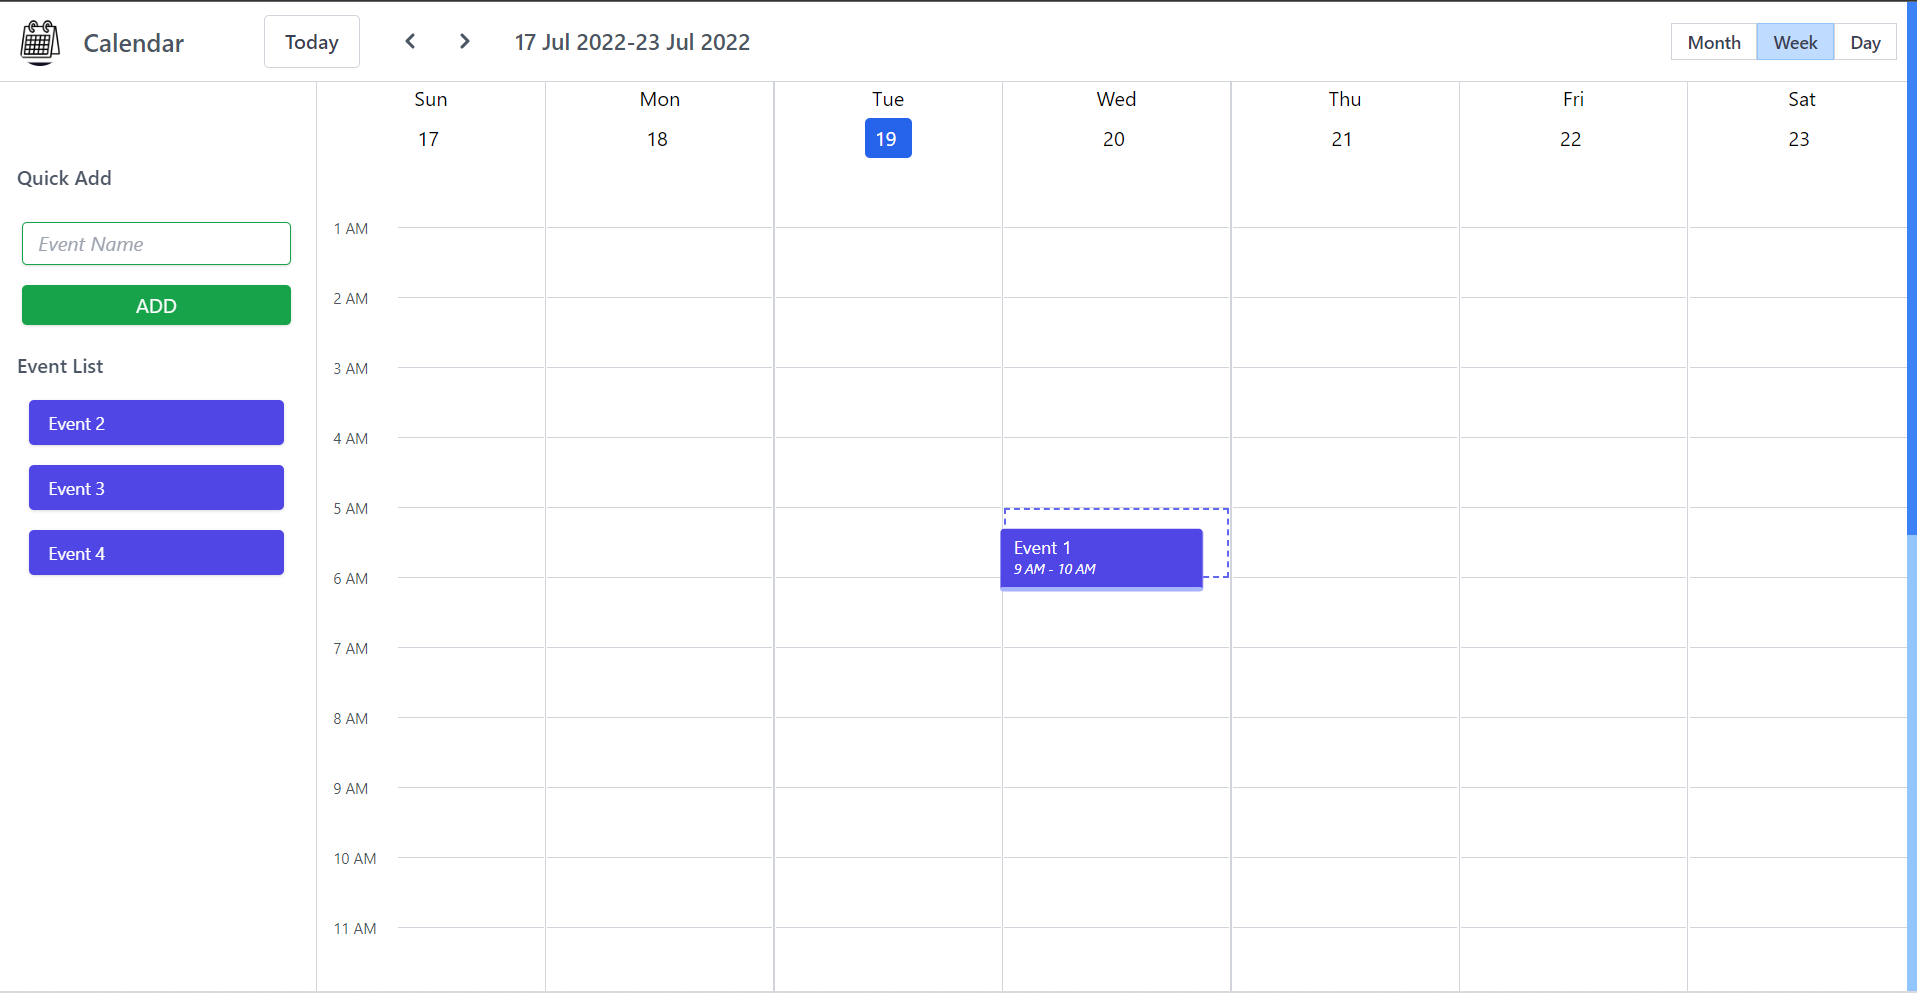 Calendar
Today
17 Jul 2022-23 Jul 2022
Month
Week
Day
Sun
Mon
Tue
Wed
Thu
Fri
Sat
17
18
19
20
21
22
23
Quick Add
Event Name
ADD
Event List
Event 2
Event 3
Event 4
1 AM
2 AM
3 AM
4 AM
5 AM
6 AM
7 AM
8 AM
9 AM
10 AM
11 AM
Event 1
9 AM - 10 AM